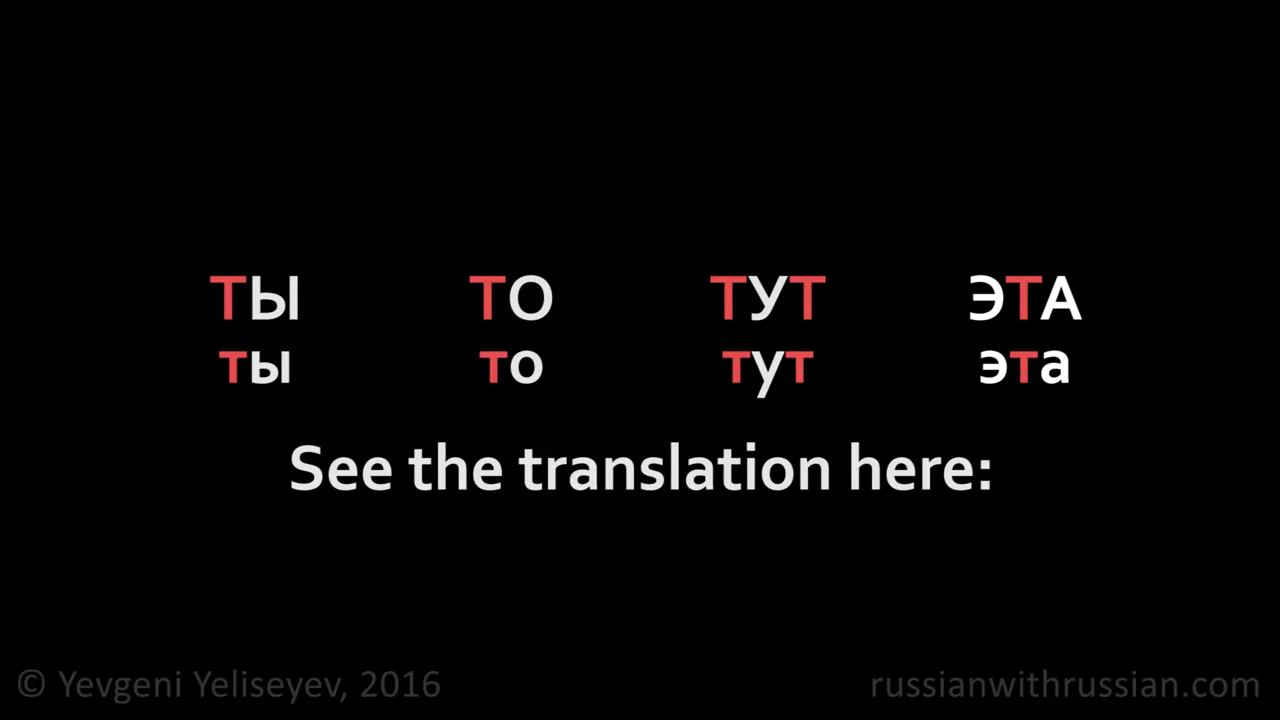 ТЫ ТО ТУТ ЭТА
ты то тут эта
See the translation here:
© Yevgeni Yeliseyev, 2016 russianwithrussian.com